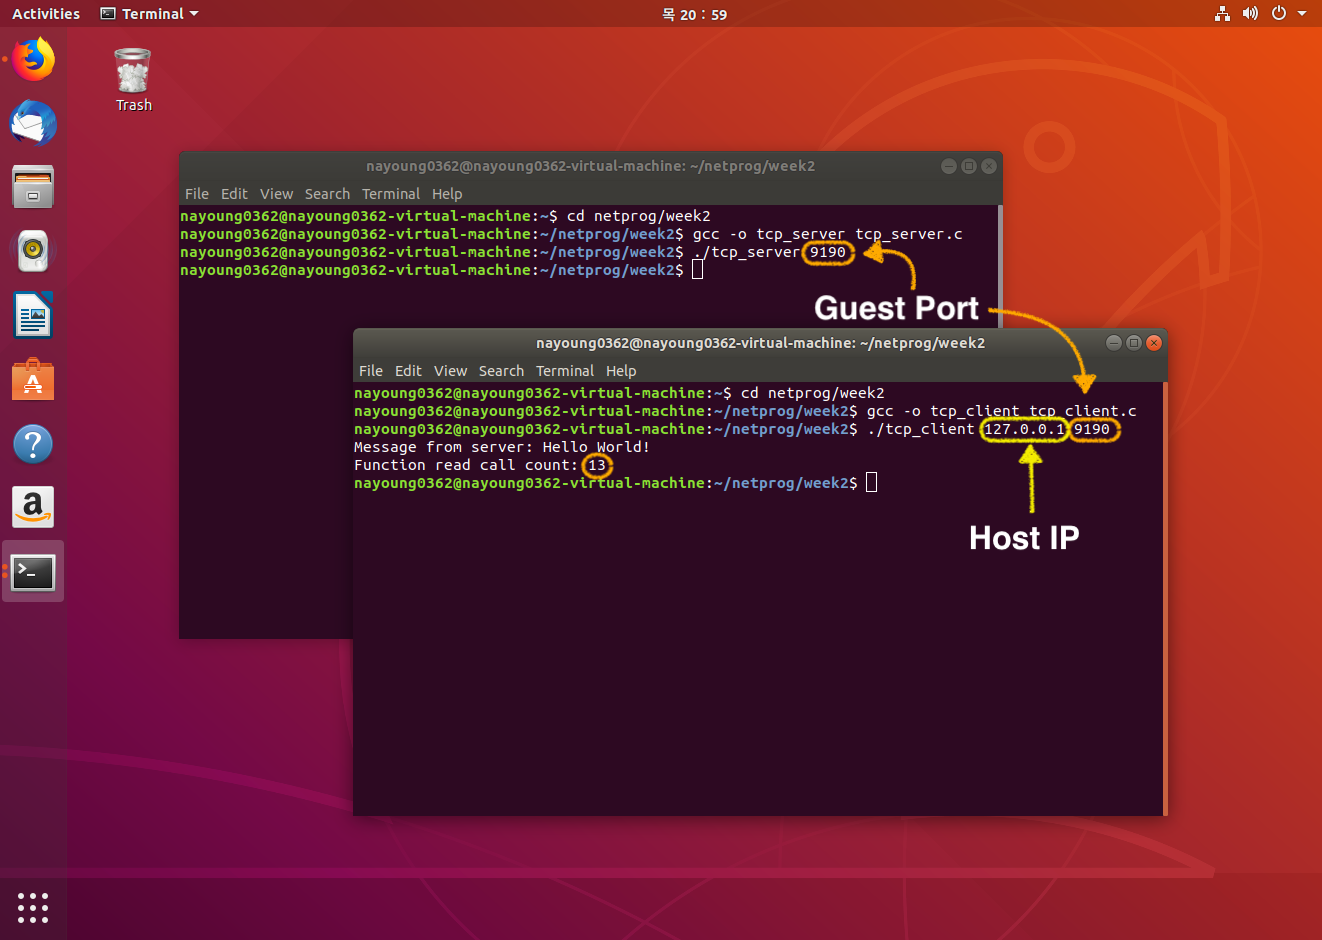 Activities Terminal 목 20 : 59
Trash
nayoung0362@nayoung0362-virtual-machine: ~/netprog/week2
File Edit View Search Terminal Help
nayoung0362@nayoung0362-virtual-machine:~$ cd netprog/week2
nayoung0362@nayoung0362-virtual-machine:~/netprog/week2$ gcc -o tcp_server tcp_server.c
nayoung0362@nayoung0362-virtual-machine:~/netprog/week2$ ./tcp_server 9190
nayoung0362@nayoung0362-virtual-machine:~/netprog/week2$
Guest Port
nayoung0362@nayoung0362-virtual-machine: ~/netprog/week2
File Edit View Search Terminal Help
nayoung0362@nayoung0362-virtual-machine:~$ cd netprog/week2
nayoung0362@nayoung0362-virtual-machine:~/netprog/week2$ gcc -o tcp_client tcp_client.c
nayoung0362@nayoung0362-virtual-machine:~/netprog/week2$ ./tcp_client 127.0.0.1 9190
Message from server: Hello World!
Function read call count: 13
nayoung0362@nayoung0362-virtual-machine:~/netprog/week2$
Host IP